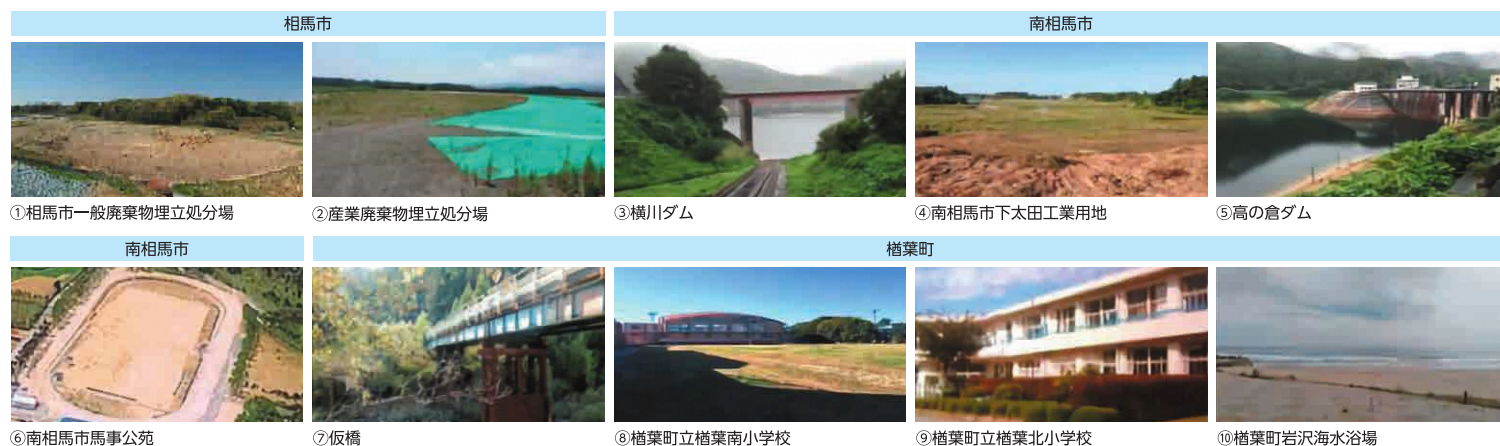 相馬市
南相馬市
①相馬市一般廃棄物埋立処分場
②産業廃棄物埋立処分場
③横川ダム
④南相馬市下太田工業用地
⑤高の倉ダム
南相馬市
楢葉町
⑥南相馬市馬事公苑
⑦仮橋
⑧楢葉町立楢葉南小学校
⑨楢葉町立楢葉北小学校
⑩楢葉町岩沢海水浴場